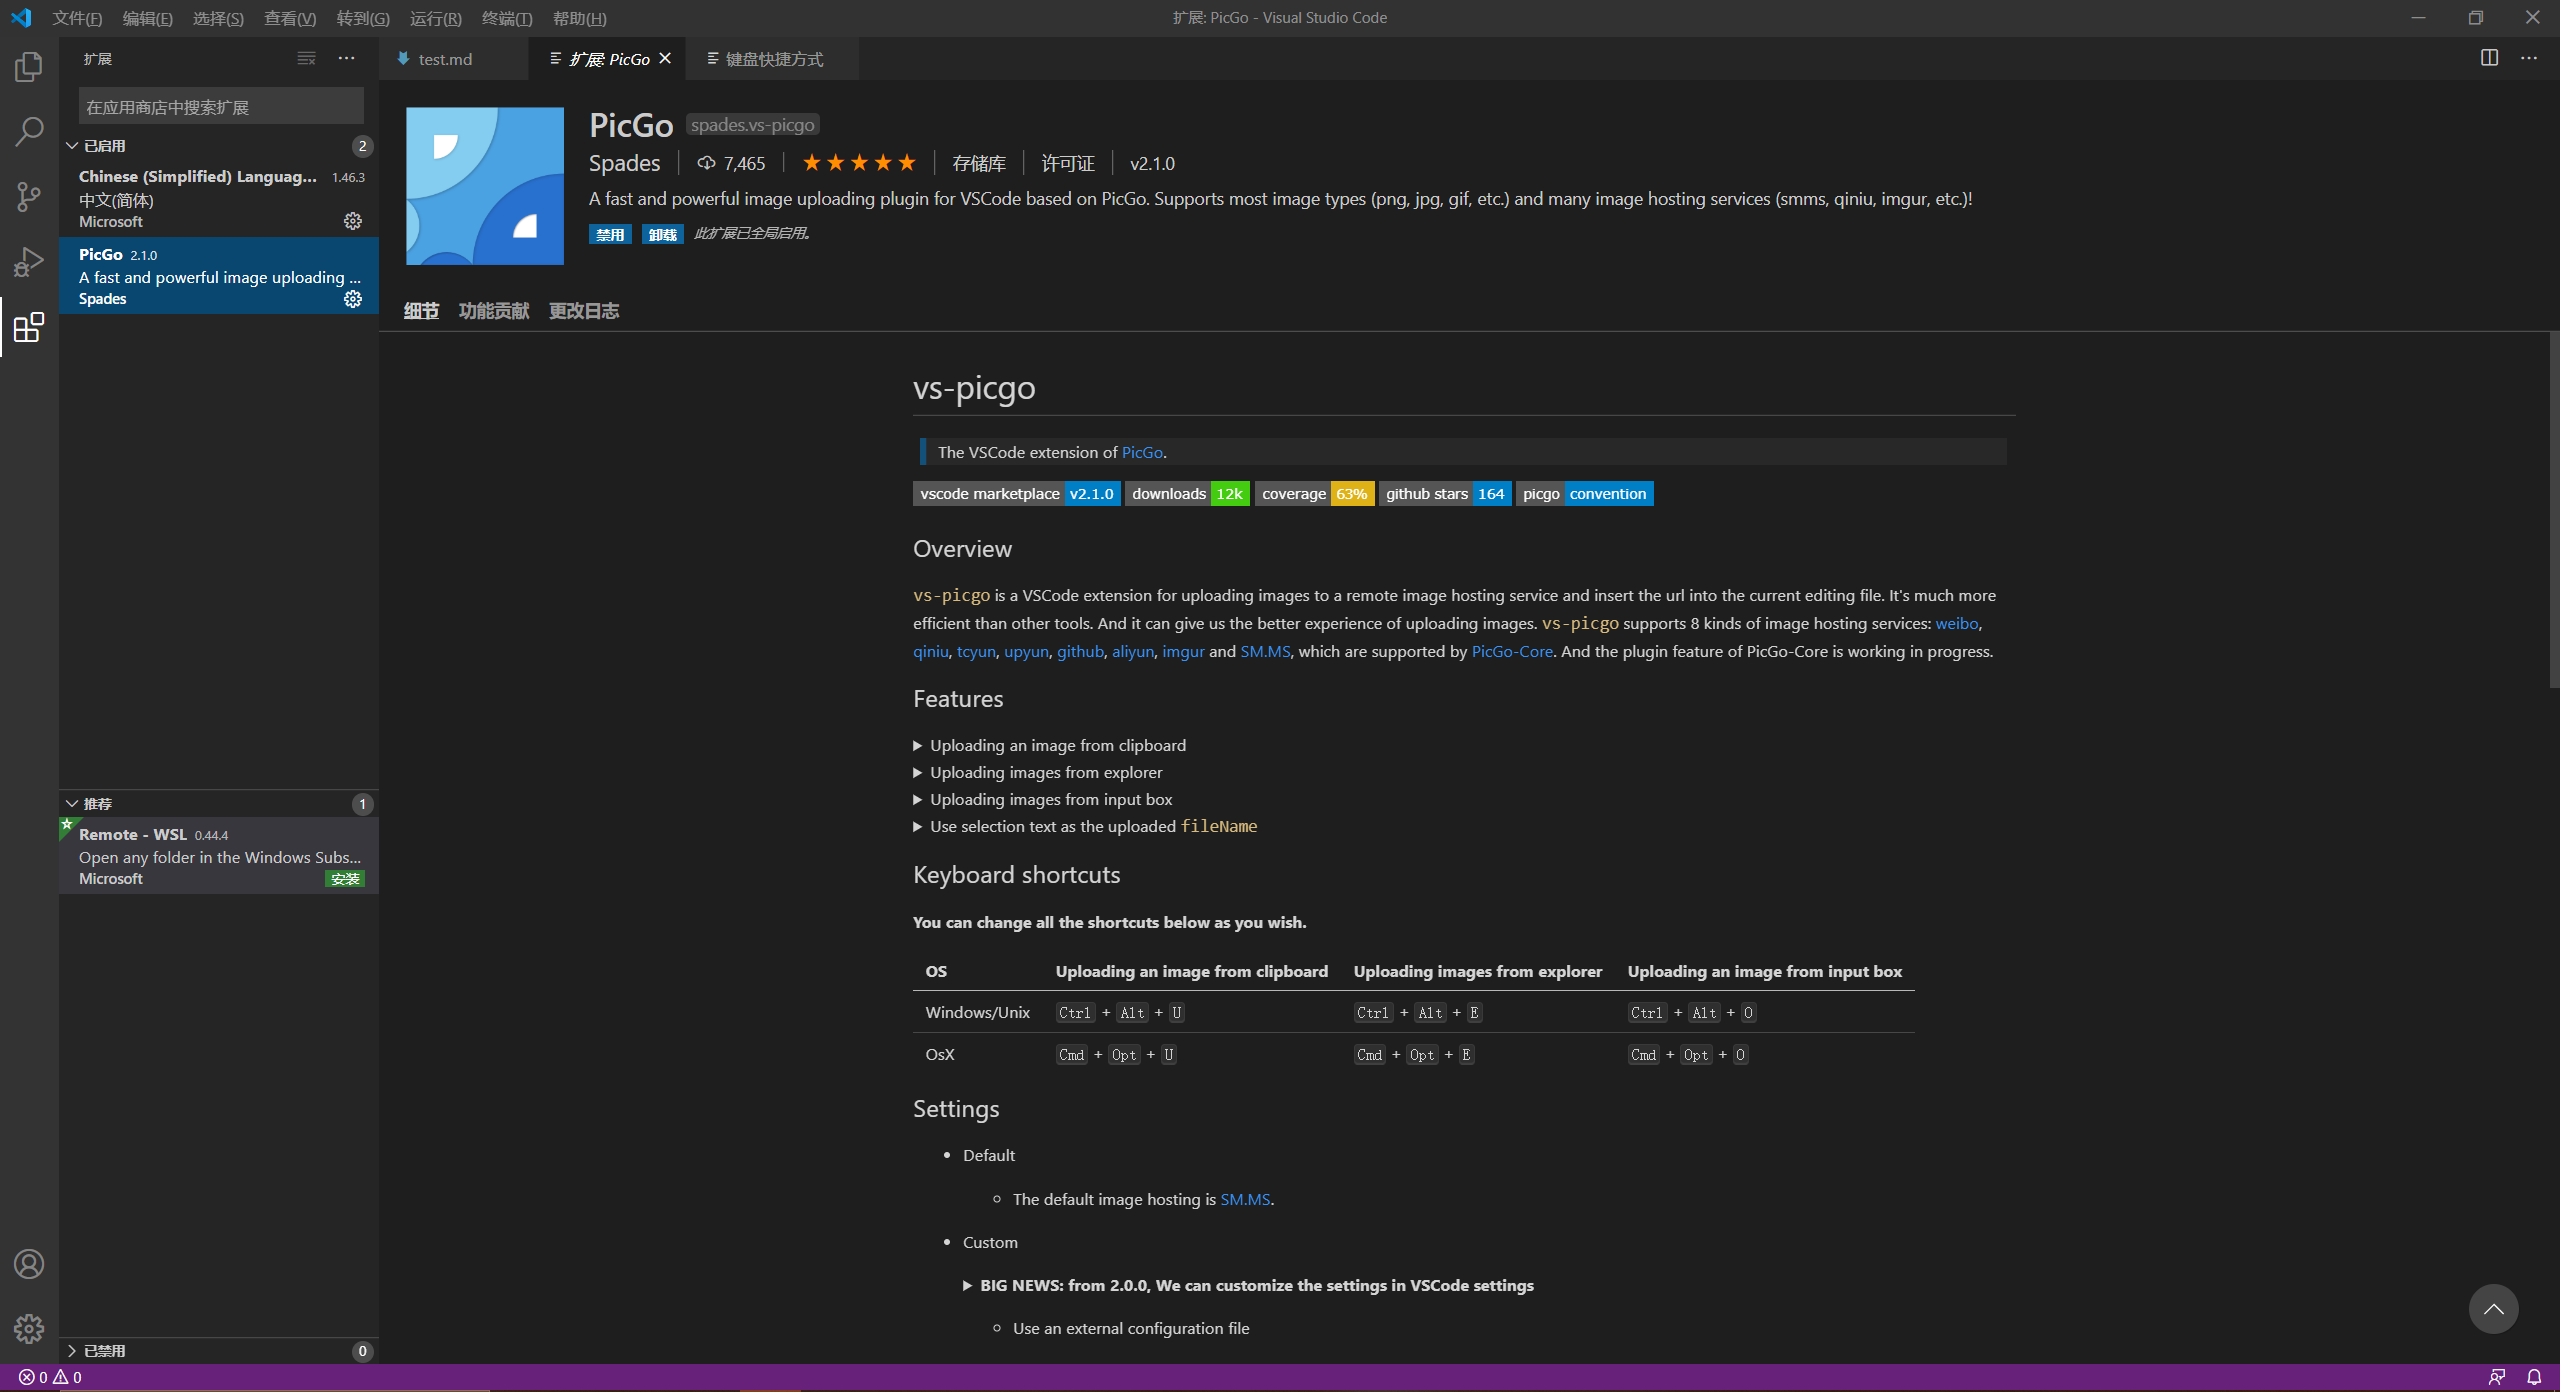 文件(F) 编辑(E) 选择(S) 查看(V) 转到(G) 运行(R) 终端(T) 帮助(H)
扩展: PicGo - Visual Studio Code
扩展
在应用商店中搜索扩展
已启用 2
Chinese (Simplified) Languag... 1.46.3
中文(简体)
Microsoft
PicGo 2.1.0
A fast and powerful image uploading ...
Spades
推荐 1
Remote - WSL 0.44.4
Open any folder in the Windows Subs...
Microsoft 安装
已禁用 0
test.md 扩展: PicGo 键盘快捷方式
PicGo spades.vs-picgo
Spades 7,465 存储库 许可证 v2.1.0
A fast and powerful image uploading plugin for VSCode based on PicGo. Supports most image types (png, jpg, gif, etc.) and many image hosting services (smms, qiniu, imgur, etc.)!
禁用 卸载 此扩展已全局启用。
细节 功能贡献 更改日志
vs-picgo
The VSCode extension of PicGo.
vscode marketplace v2.1.0 downloads 12k coverage 63% github stars 164 picgo convention
Overview
vs-picgo is a VSCode extension for uploading images to a remote image hosting service and insert the url into the current editing file. It's much more
efficient than other tools. And it can give us the better experience of uploading images. vs-picgo supports 8 kinds of image hosting services: weibo,
qiniu, tcyun, upyun, github, aliyun, imgur and SM.MS, which are supported by PicGo-Core. And the plugin feature of PicGo-Core is working in progress.
Features
Uploading an image from clipboard
Uploading images from explorer
Uploading images from input box
Use selection text as the uploaded fileName
Keyboard shortcuts
You can change all the shortcuts below as you wish.
OS Uploading an image from clipboard Uploading images from explorer Uploading an image from input box
Windows/Unix Ctrl + Alt + U Ctrl + Alt + E Ctrl + Alt + O
OsX Cmd + Opt + U Cmd + Opt + E Cmd + Opt + O
Settings
Default
The default image hosting is SM.MS.
Custom
BIG NEWS: from 2.0.0, We can customize the settings in VSCode settings
Use an external configuration file
0 0